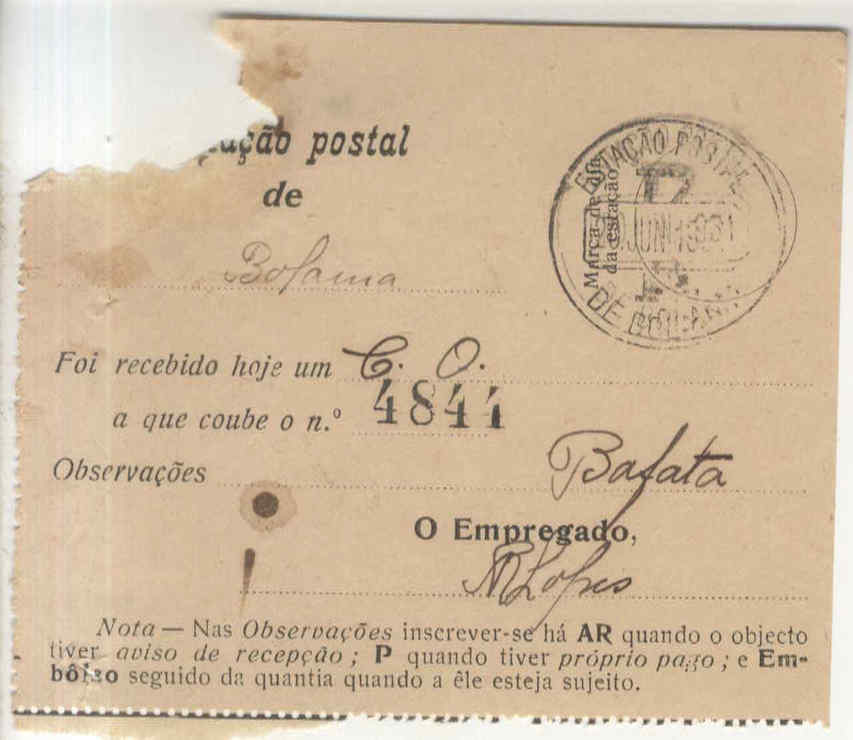 postal
de
Bolama
ESTAÇÃO POSTAL
Marca de dia
da estação
JUN 1931
DE BOLAMA
Foi recebido hoje um C. O.
a que coube o n.º 4844
Observações Bafata
O Empregado,
Lopes
Nota — Nas Observações inscrever-se há AR quando o objecto
tiver aviso de recepção ; P quando tiver próprio pago ; e Em-
bôlso seguido da quantia quando a êle esteja sujeito.